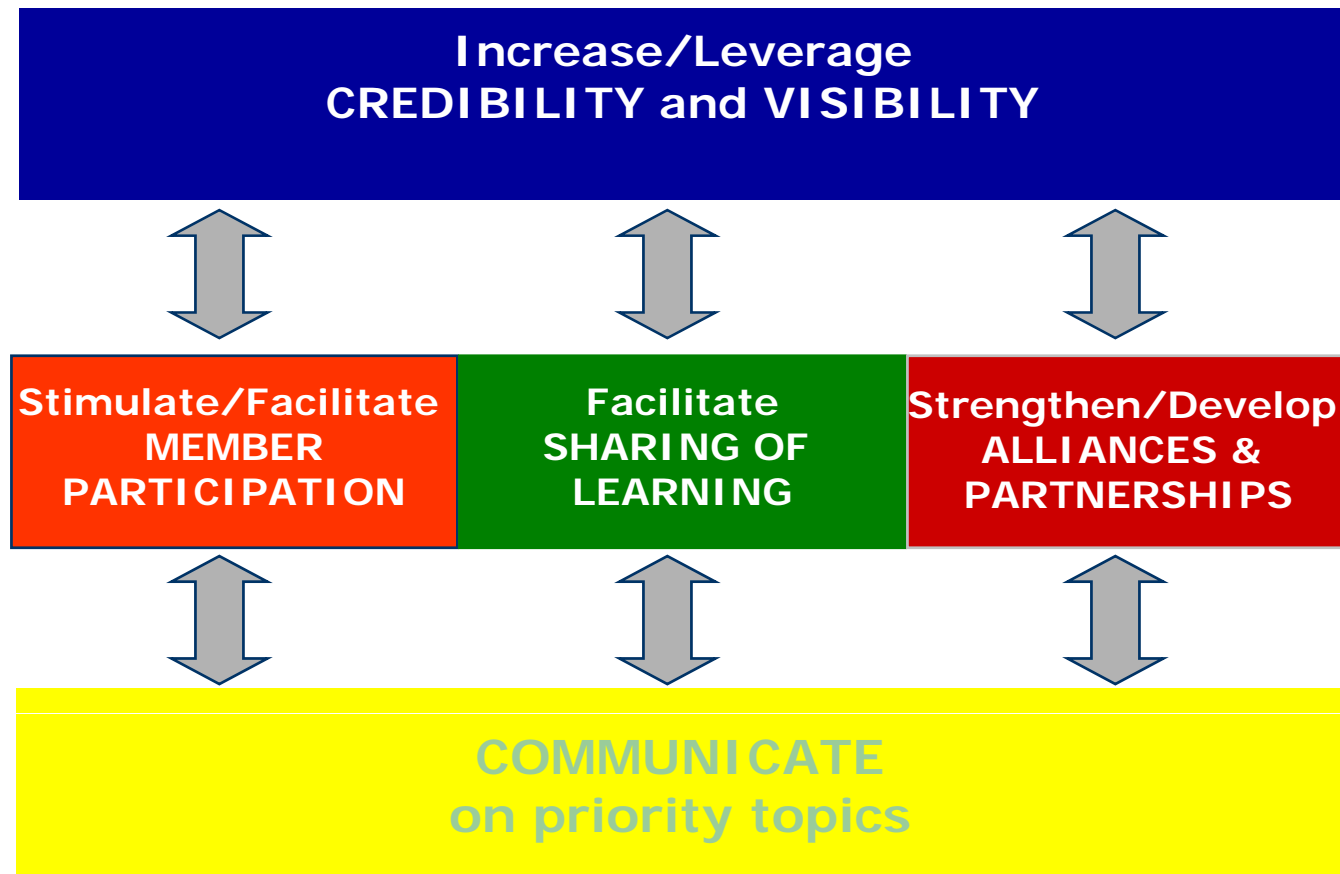 Increase/Leverage
CREDIBILITY and VISIBILITY
Stimulate/Facilitate
MEMBER
PARTICIPATION
Facilitate
SHARING OF
LEARNING
Strengthen/Develop
ALLIANCES &
PARTNERSHIPS
COMMUNICATE
on priority topics